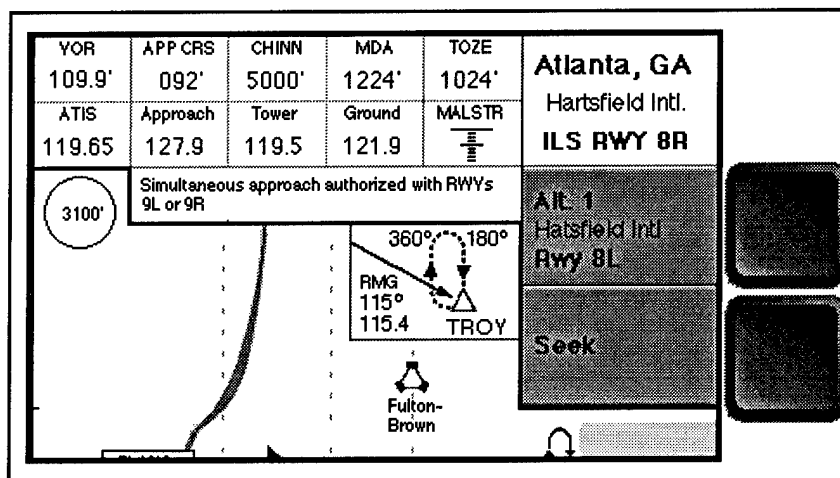 VOR APP CRS CHINN MDA TOZE
109.9' 092' 5000' 1224' 1024'
ATIS Approach Tower Ground MALSTR
119.65 127.9 119.5 121.9
Atlanta, GA
Hartsfield Intl.
ILS RWY 8R
Simultaneous approach authorized with RWYs
9L or 9R
3100'
Alt. 1
Hatsfield Intl
Rwy 8L
360° 180°
RMG
115°
115.4
TROY
Seek
Fulton-
Brown